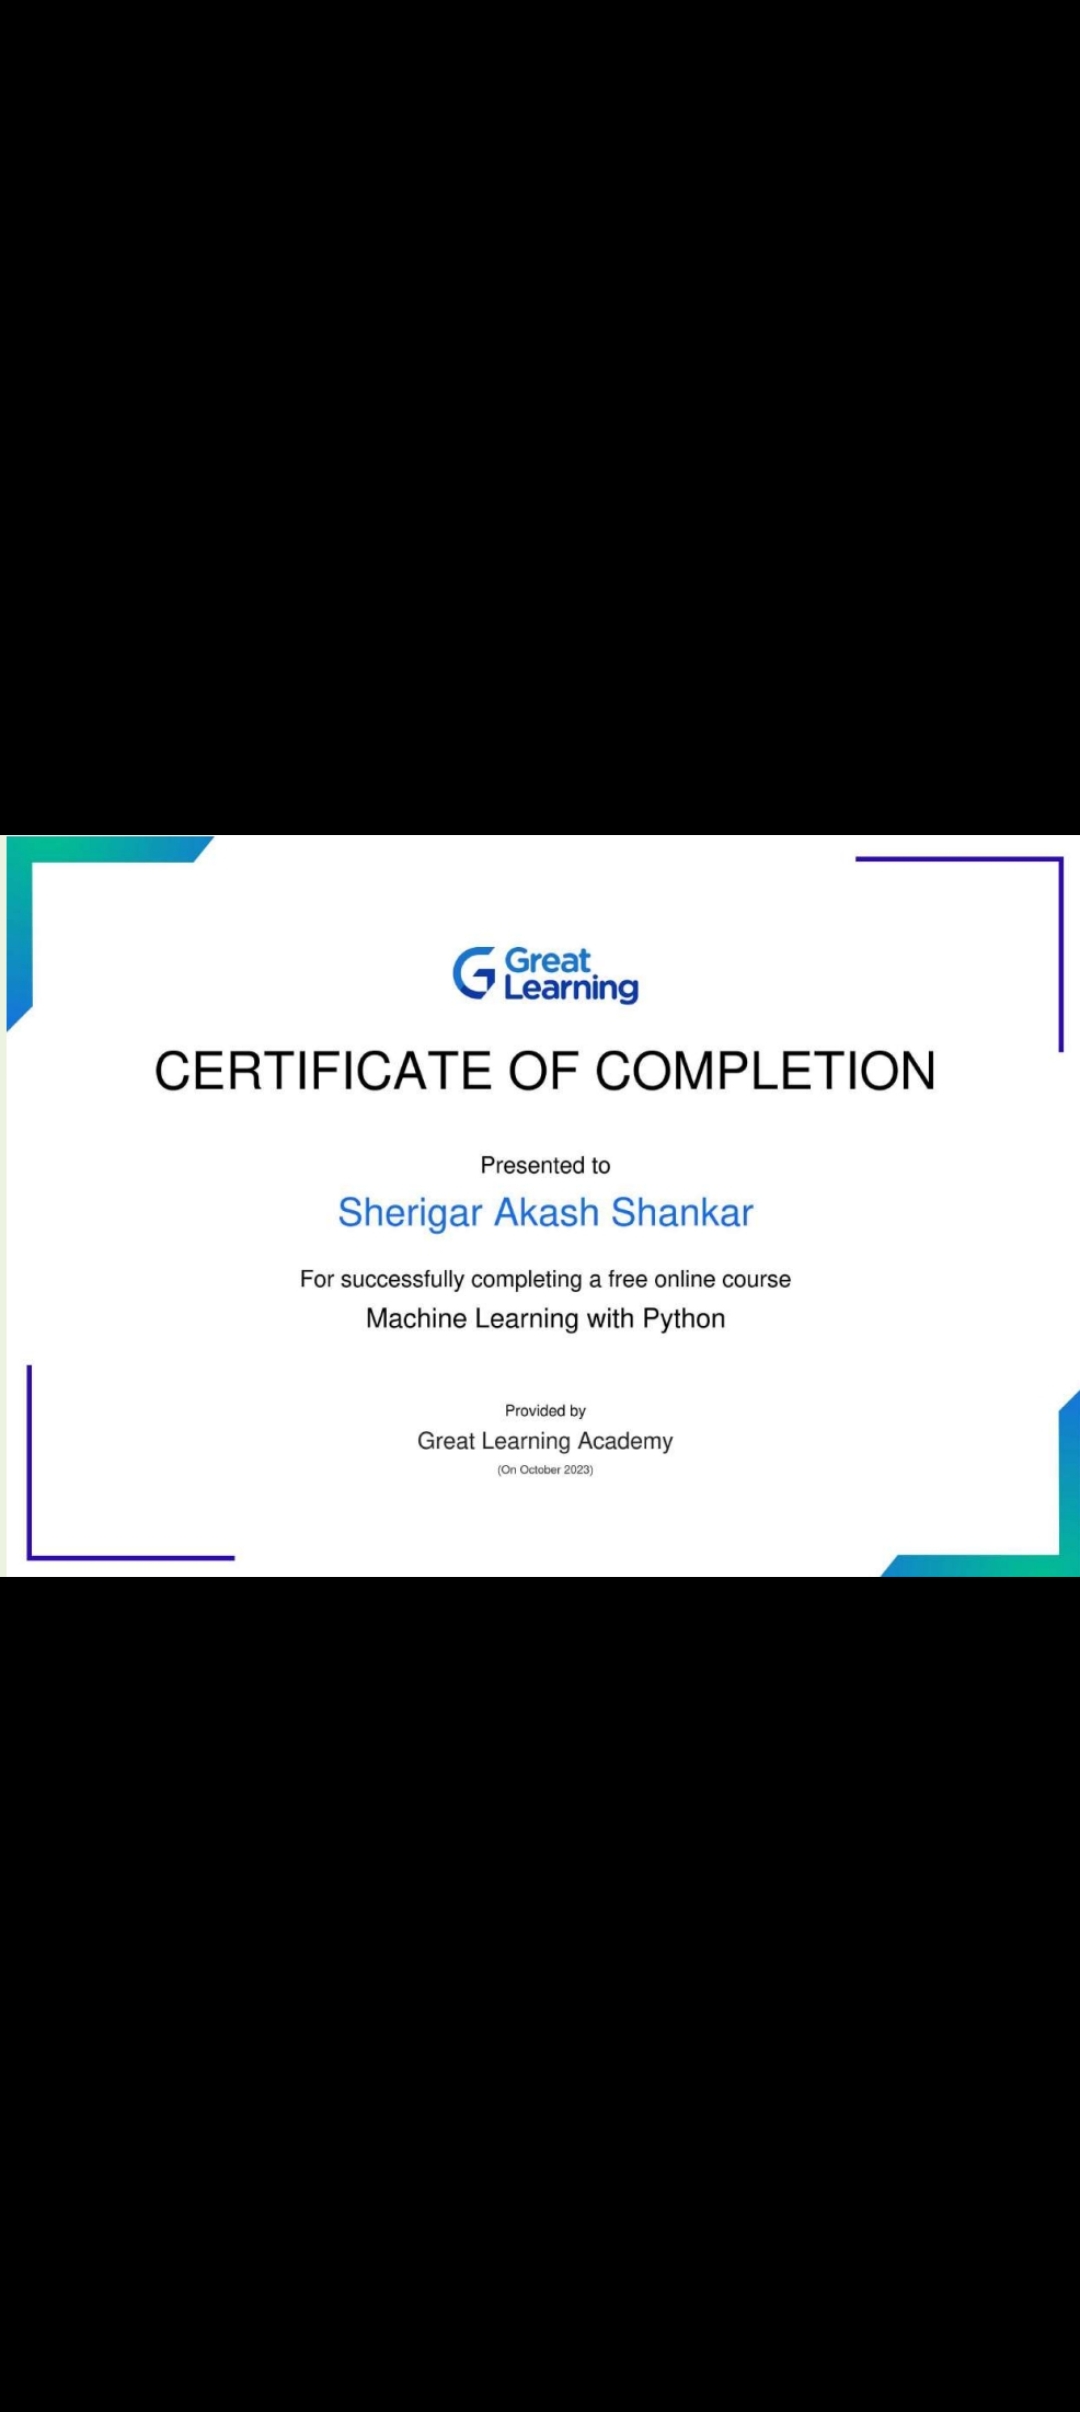 Great
Learning
CERTIFICATE OF COMPLETION
Presented to
Sherigar Akash Shankar
For successfully completing a free online course
Machine Learning with Python
Provided by
Great Learning Academy
(On October 2023)